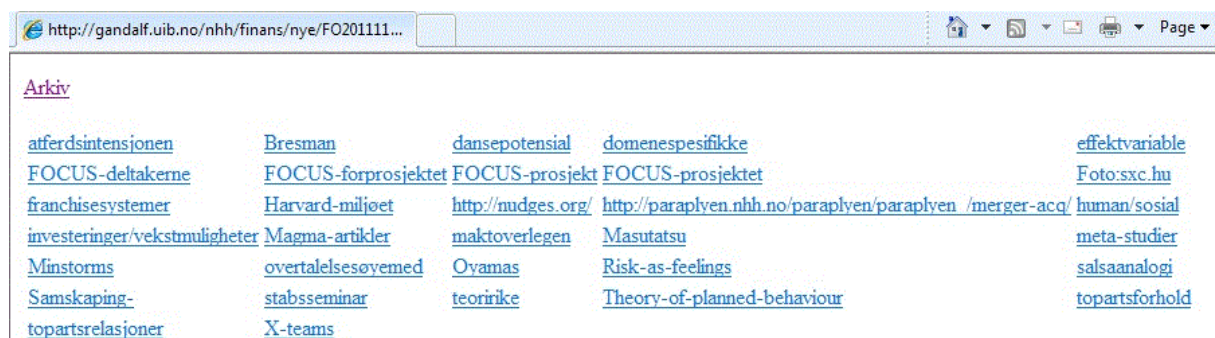 http://gandalf.uib.no/nhh/finans/nye/FO201111...
Page
Arkiv
atferdsintensjonen Bresman dansepotensial domenespesifikke effektvariable
FOCUS-deltakerne FOCUS-forprosjektet FOCUS-prosjekt FOCUS-prosjektet Foto:sxc.hu
franchisesystemer Harvard-miljøet http://nudges.org/ http://paraplyen.nhh.no/paraplyen/paraplyen_/merger-acq/ human/sosial
investeringer/vekstmuligheter Magma-artikler maktoverlegen Masutatsu meta-studier
Minstorms overtalelsesøyemed Oyamas Risk-as-feelings salsaanalogi
Samskaping- stabsseminar teoririke Theory-of-planned-behaviour topartsforhold
topartsrelasjoner X-teams